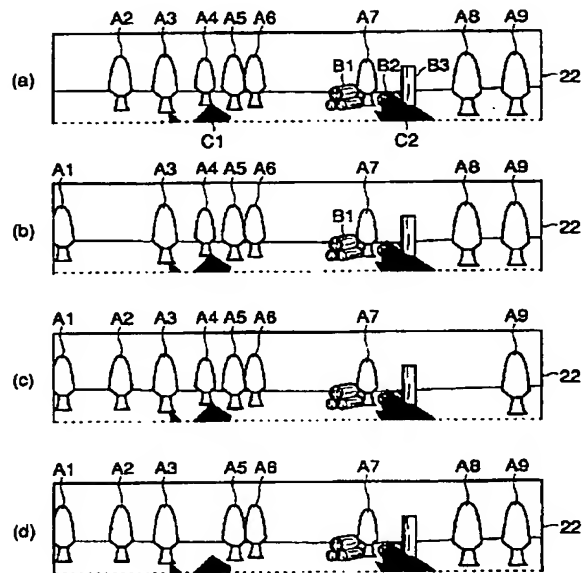 A2 A3 A4 A5 A6 A7 A8 A9
B1 B2 B3
(a) 22
C1 C2
A1 A3 A4 A5 A6 A7 A8 A9
B1
(b) 22
A1 A2 A3 A4 A5 A6 A7 A9
(c) 22
A1 A2 A3 A5 A6 A7 A8 A9
(d) 22